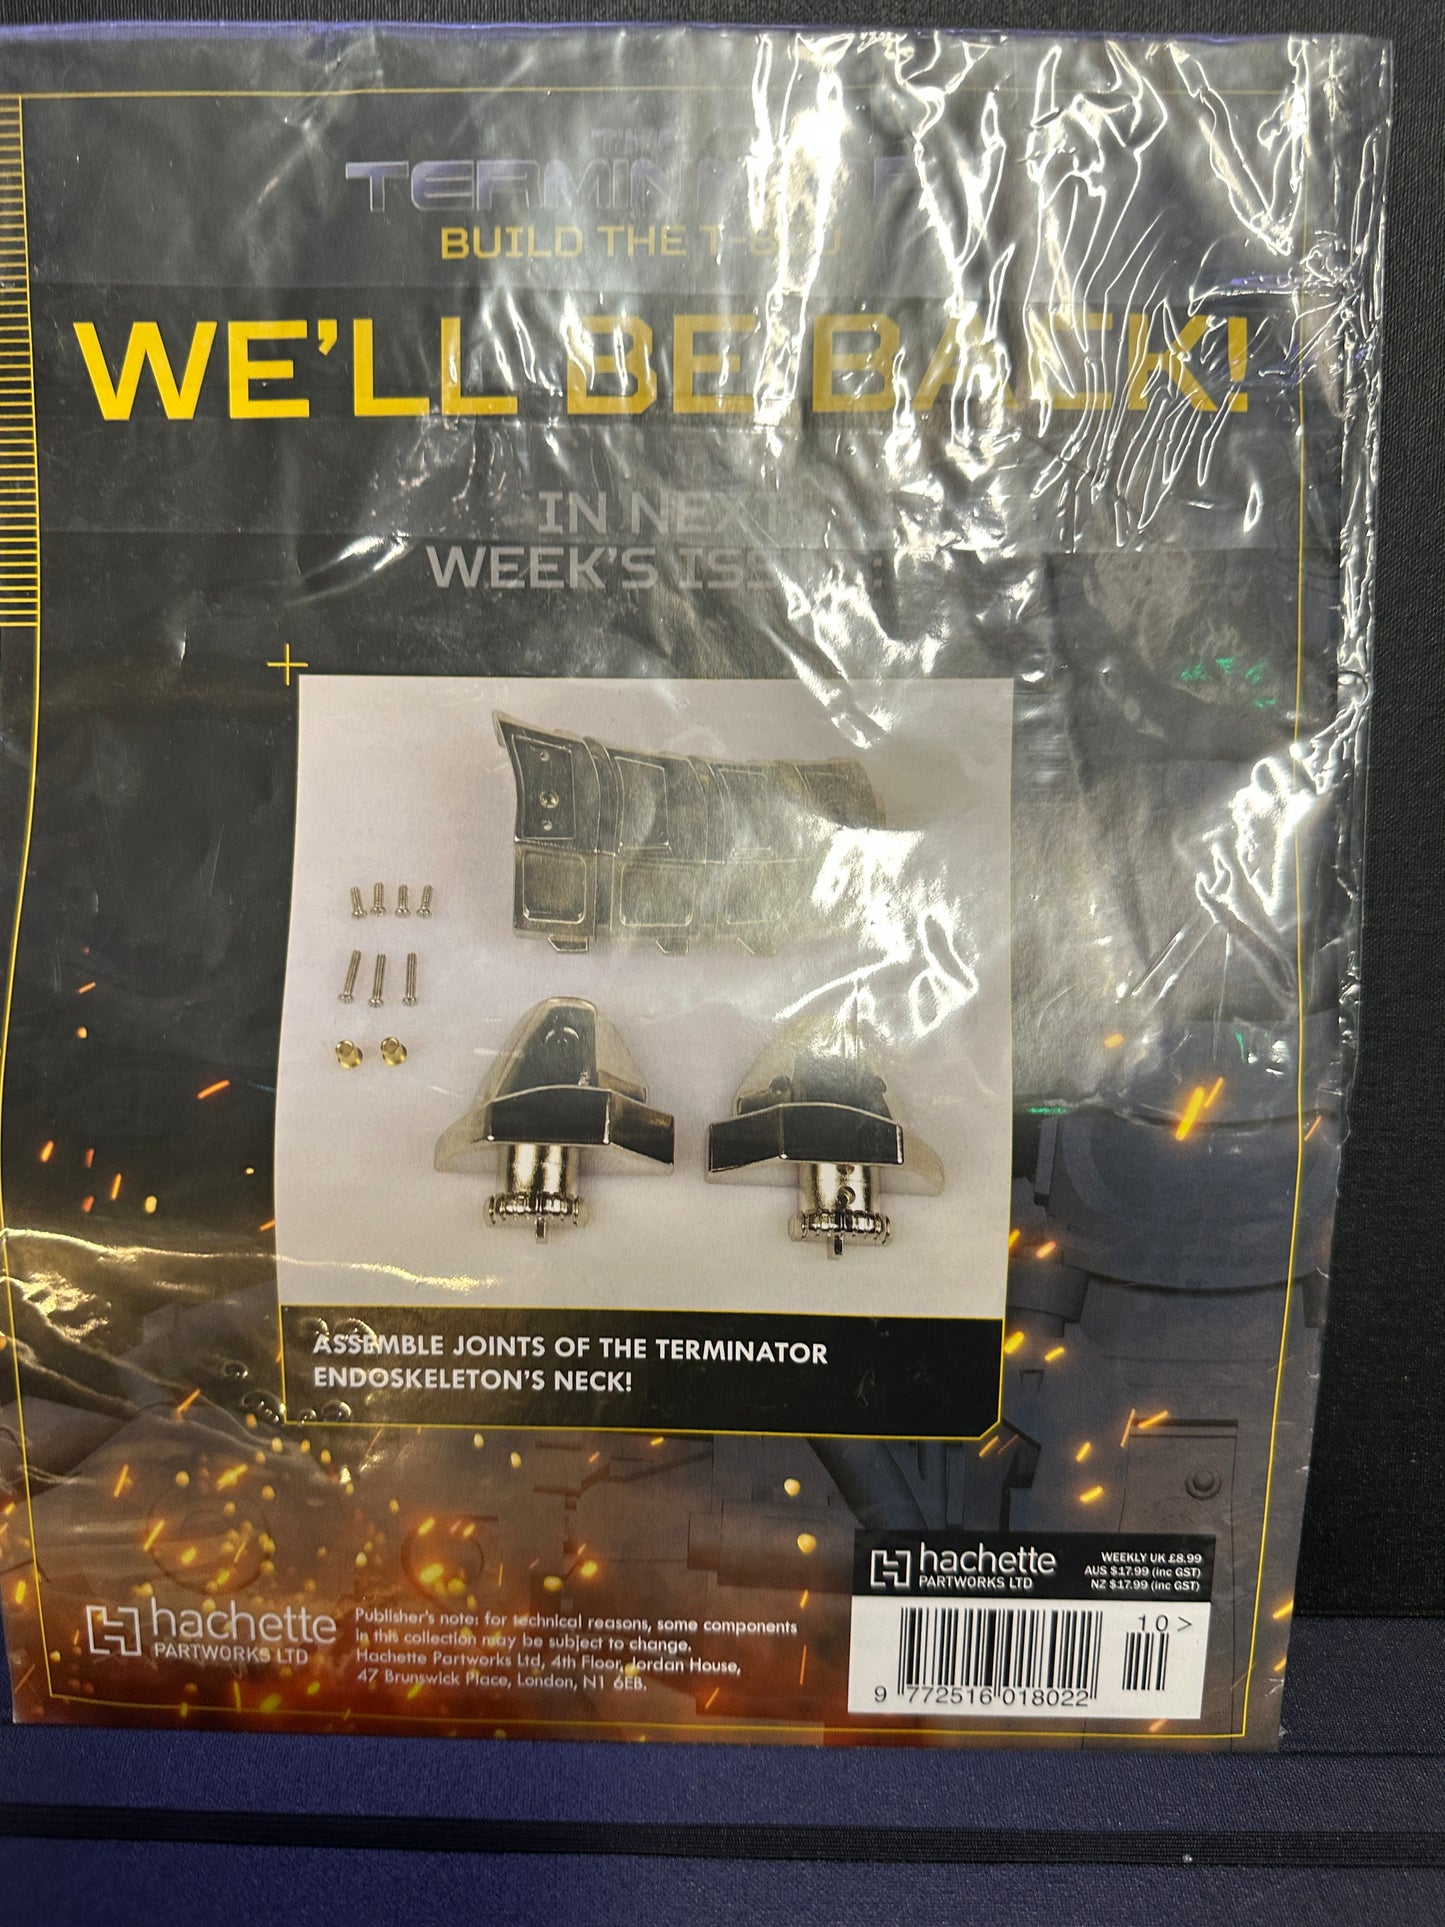 THE
BUILD THE
WE'LL BE BACK!
IN NEXT
WEEK'S
ASSEMBLE JOINTS OF THE TERMINATOR
ENDOSKELETON'S NECK!
hachette
PARTWORKS LTD
Publisher's note: for technical reasons, some components
in this collection may be subject to change.
Hachette Partworks Ltd, 4th Floor, Jordan House,
47 Brunswick Place, London, N1 6EB.
hachette
PARTWORKS LTD
WEEKLY UK £8.99
AUS $17.99 (inc GST)
NZ $17.99 (inc GST)
10>
9 772516 018022